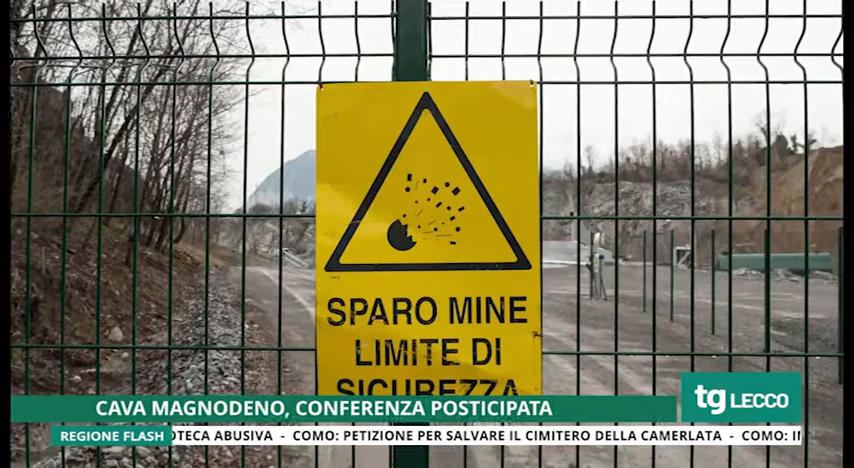 SPARO MINE
LIMITE DI
SICUREZZA
CAVA MAGNODENO, CONFERENZA POSTICIPATA
tg LECCO
REGIONE FLASH
OTECA ABUSIVA - COMO: PETIZIONE PER SALVARE IL CIMITERO DELLA CAMERLATA - COMO: